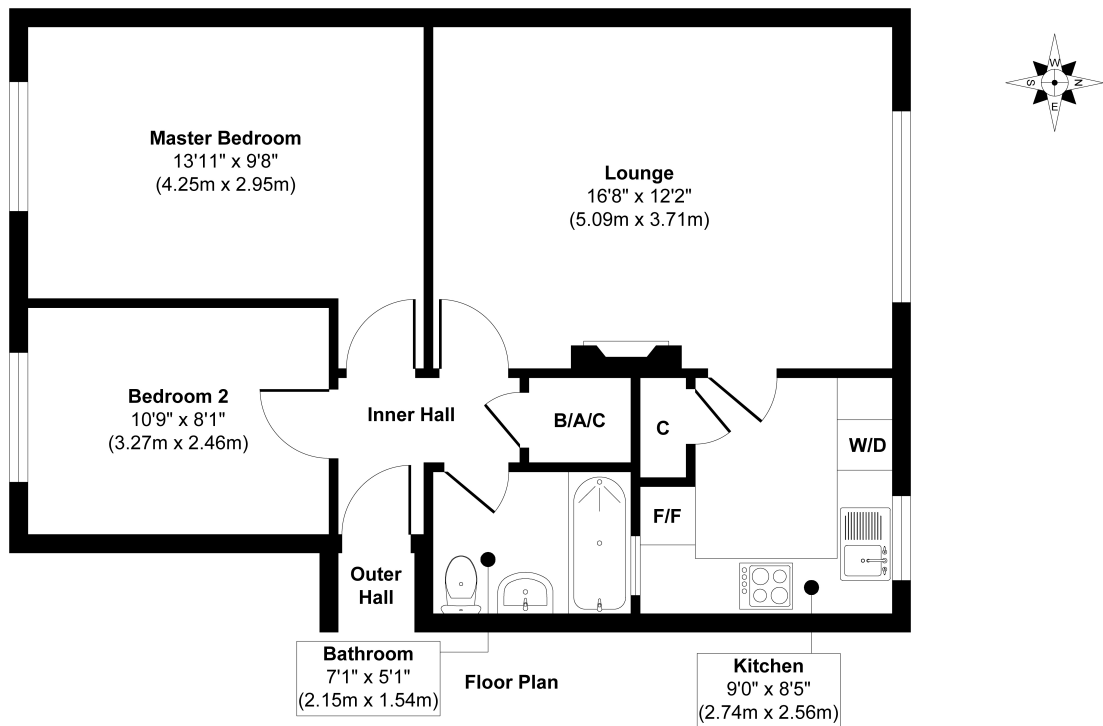 Master Bedroom
13'11" x 9'8"
(4.25m x 2.95m)
Lounge
16'8" x 12'2"
(5.09m x 3.71m)
W
S
N
E
Bedroom 2
10'9" x 8'1"
(3.27m x 2.46m)
Inner Hall
B/A/C
C
W/D
F/F
Outer
Hall
Bathroom
7'1" x 5'1"
(2.15m x 1.54m)
Floor Plan
Kitchen
9'0" x 8'5"
(2.74m x 2.56m)